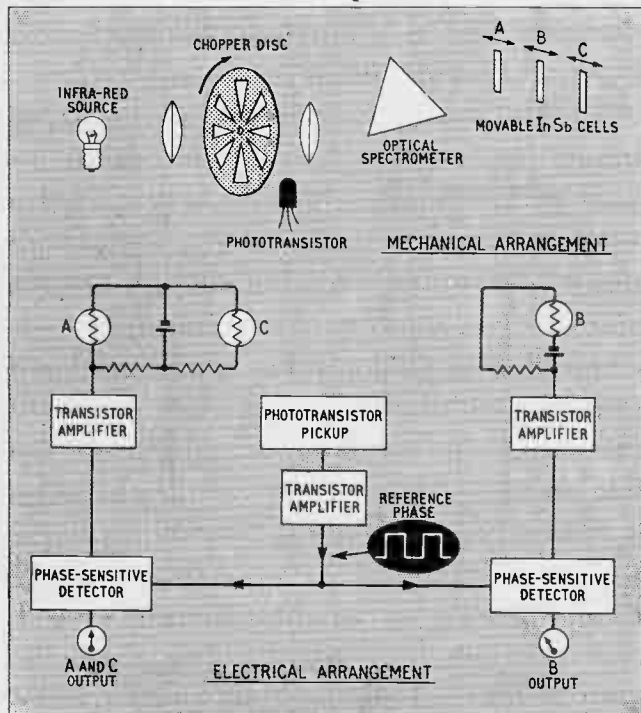 CHOPPER DISC
A
B
C
INFRA-RED
SOURCE
MOVABLE InSb CELLS
OPTICAL
SPECTROMETER
PHOTOTRANSISTOR
MECHANICAL ARRANGEMENT
A
C
B
TRANSISTOR
AMPLIFIER
PHOTOTRANSISTOR
PICKUP
TRANSISTOR
AMPLIFIER
TRANSISTOR
AMPLIFIER
REFERENCE
PHASE
PHASE-SENSITIVE
DETECTOR
PHASE-SENSITIVE
DETECTOR
A AND C
OUTPUT
ELECTRICAL ARRANGEMENT
B
OUTPUT